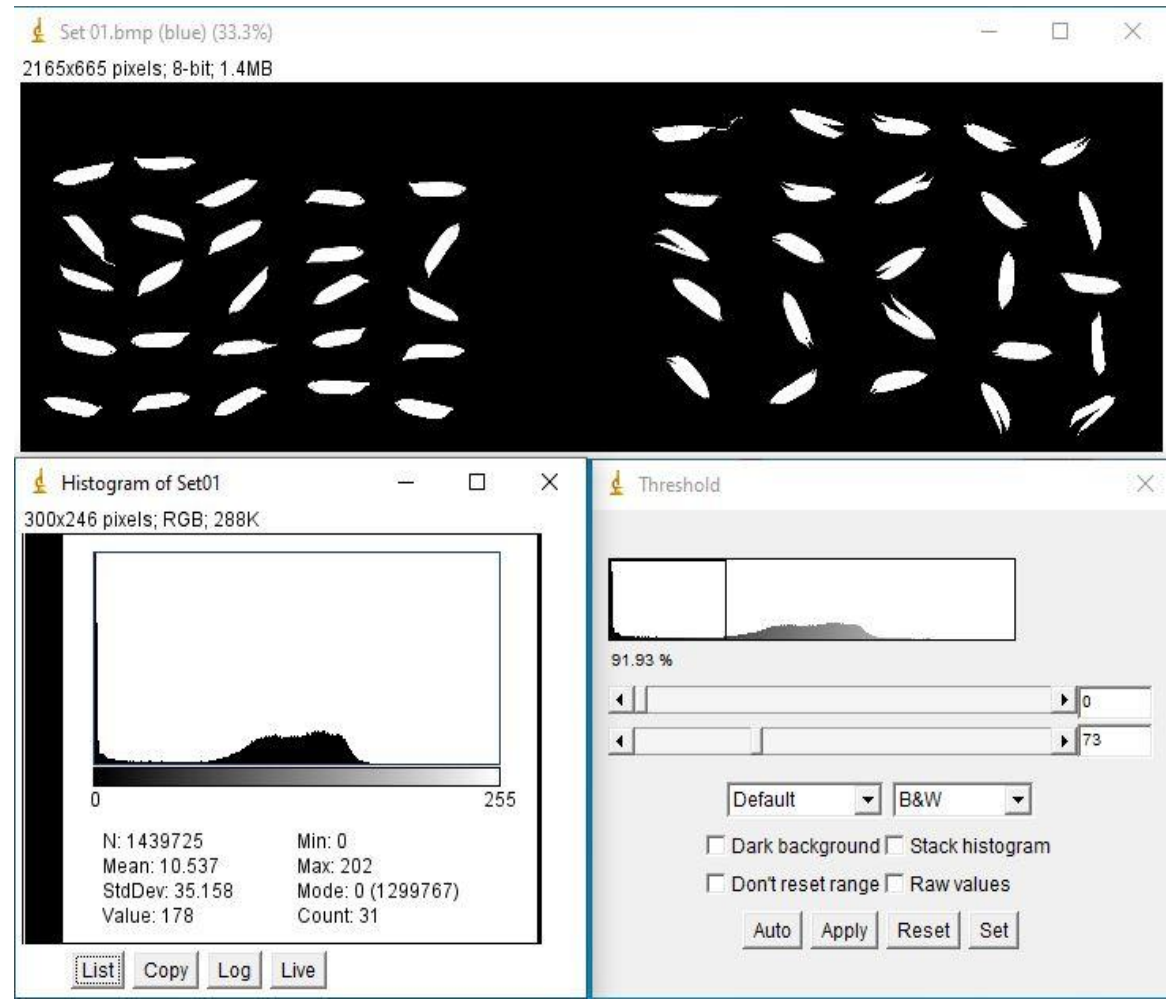 Set 01.bmp (blue) (33.3%)
2165x665 pixels; 8-bit; 1.4MB
Histogram of Set01
300x246 pixels; RGB; 288K
0 255
N: 1439725 Min: 0
Mean: 10.537 Max: 202
StdDev: 35.158 Mode: 0 (1299767)
Value: 178 Count: 31
List Copy Log Live
Threshold
91.93 %
0
73
Default B&W
Dark background Stack histogram
Don't reset range Raw values
Auto Apply Reset Set